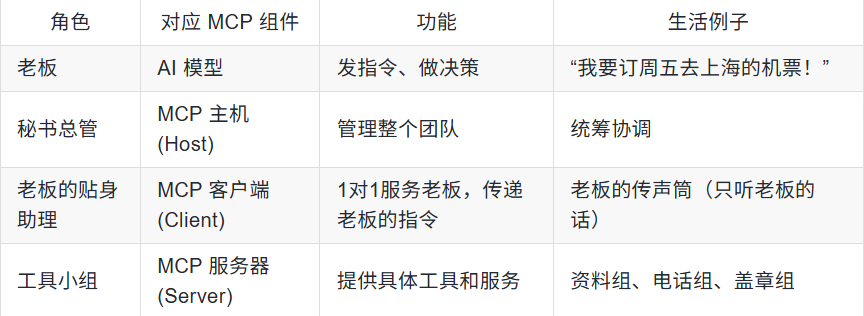 角色 对应 MCP 组件 功能 生活例子
老板 AI 模型 发指令、做决策 “我要订周五去上海的机票！”
秘书总管 MCP 主机 (Host) 管理整个团队 统筹协调
老板的贴身助理 MCP 客户端 (Client) 1对1服务老板，传递老板的指令 老板的传声筒（只听老板的话）
工具小组 MCP 服务器 (Server) 提供具体工具和服务 资料组、电话组、盖章组